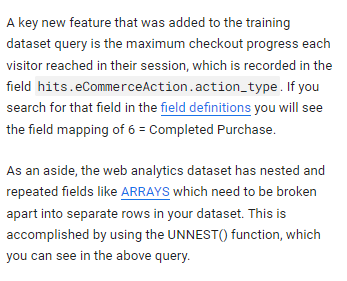 A key new feature that was added to the training
dataset query is the maximum checkout progress each
visitor reached in their session, which is recorded in the
field hits.eCommerceAction.action_type. If you
search for that field in the field definitions you will see
the field mapping of 6 = Completed Purchase.
As an aside, the web analytics dataset has nested and
repeated fields like ARRAYS which need to be broken
apart into separate rows in your dataset. This is
accomplished by using the UNNEST() function, which
you can see in the above query.